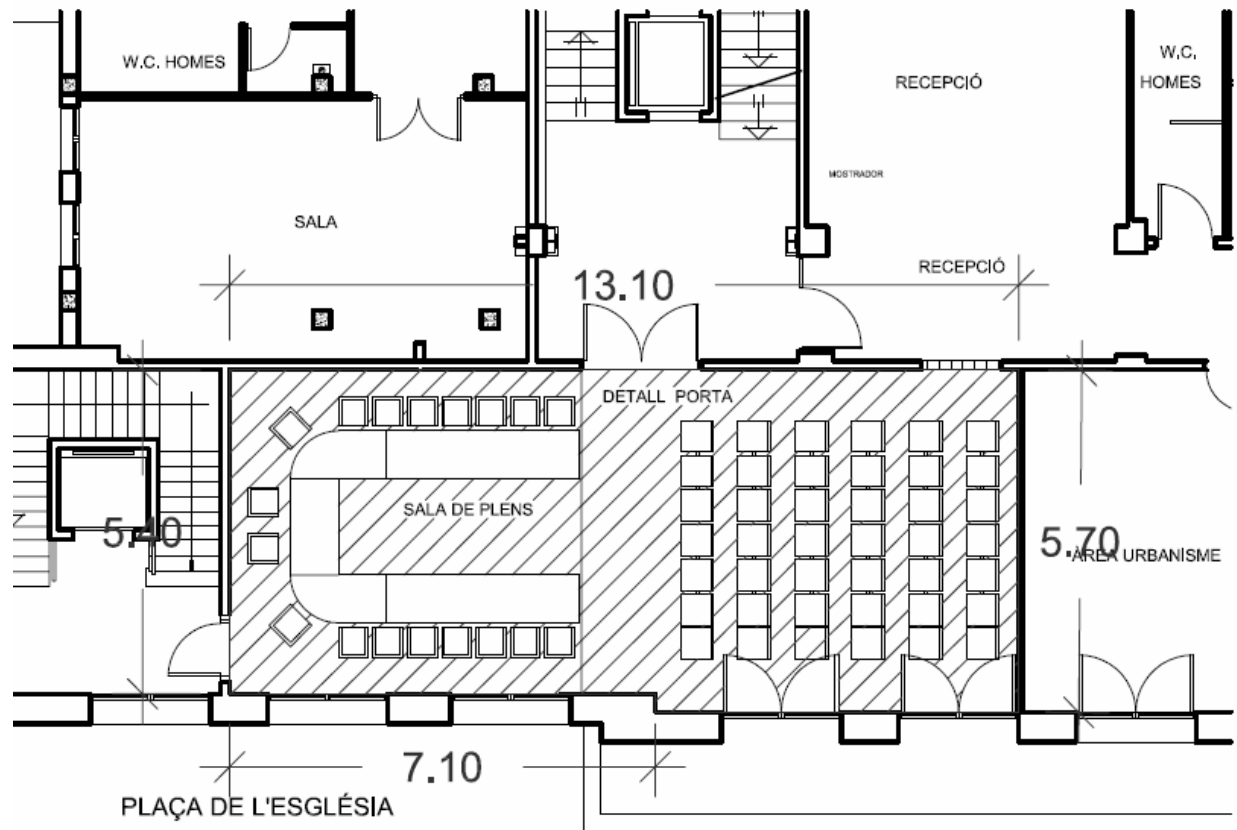 W.C. HOMES
RECEPCIÓ
W.C.
HOMES
MOSTRADOR
SALA
RECEPCIÓ
13.10
DETALL PORTA
SALA DE PLENS
5.40
5.70
ÀREA URBANISME
7.10
PLAÇA DE L'ESGLÉSIA